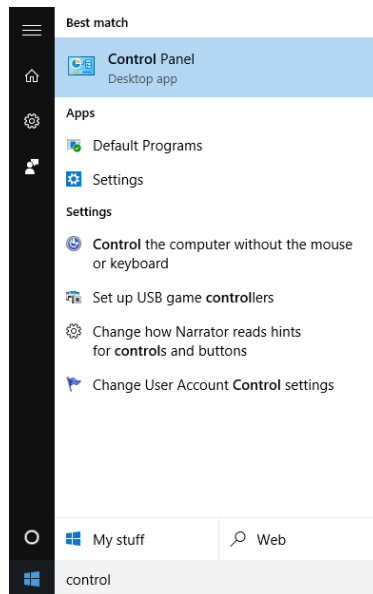 Best match
Control Panel
Desktop app
Apps
Default Programs
Settings
Settings
Control the computer without the mouse
or keyboard
Set up USB game controllers
Change how Narrator reads hints
for controls and buttons
Change User Account Control settings
My stuff
Web
control